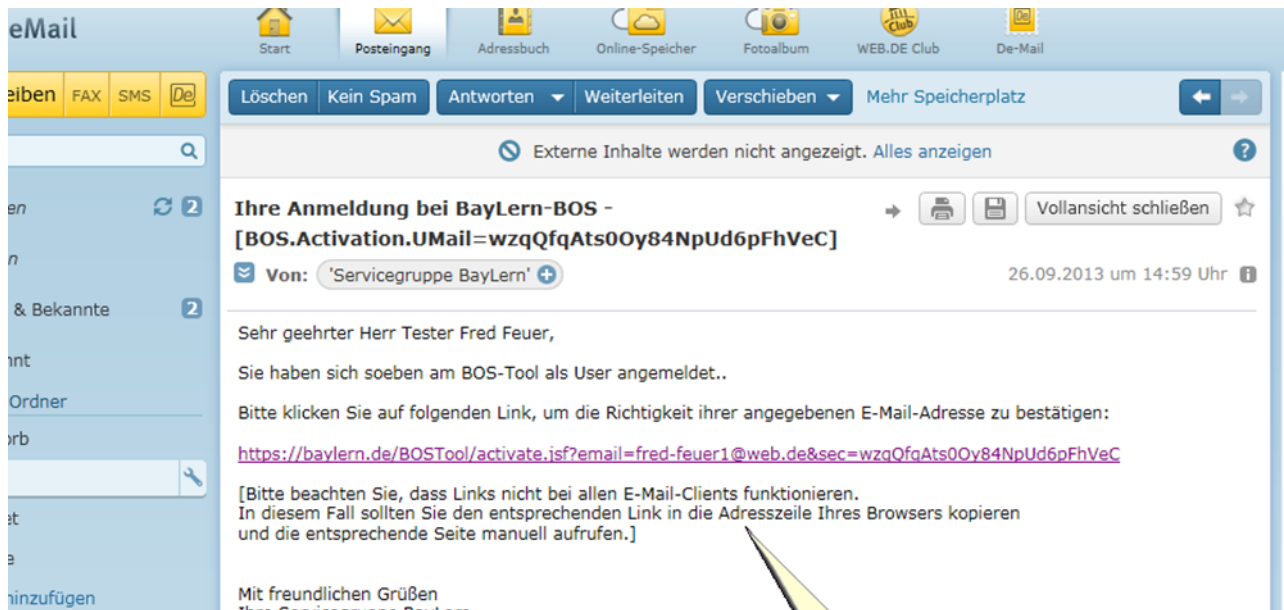 eMail
Start Posteingang Adressbuch Online-Speicher Fotoalbum WEB.DE Club De-Mail
eiben FAX SMS De
Löschen Kein Spam Antworten Weiterleiten Verschieben Mehr Speicherplatz
Externe Inhalte werden nicht angezeigt. Alles anzeigen ?
en 2
Ihre Anmeldung bei BayLern-BOS -
[BOS.Activation.UMail=wzqQfqAts0Oy84NpUd6pFhVeC]
Vollansicht schließen
n
Von: 'Servicegruppe BayLern'
26.09.2013 um 14:59 Uhr
& Bekannte 2
nnt
Ordner
orb
et
e
hinzufügen
Sehr geehrter Herr Tester Fred Feuer,
Sie haben sich soeben am BOS-Tool als User angemeldet..
Bitte klicken Sie auf folgenden Link, um die Richtigkeit ihrer angegebenen E-Mail-Adresse zu bestätigen:
https://baylern.de/BOSTool/activate.jsf?email=fred-feuer1@web.de&sec=wzqQfqAts0Oy84NpUd6pFhVeC
[Bitte beachten Sie, dass Links nicht bei allen E-Mail-Clients funktionieren.
In diesem Fall sollten Sie den entsprechenden Link in die Adresszeile Ihres Browsers kopieren
und die entsprechende Seite manuell aufrufen.]
Mit freundlichen Grüßen
Ihre Servicegruppe BayLern